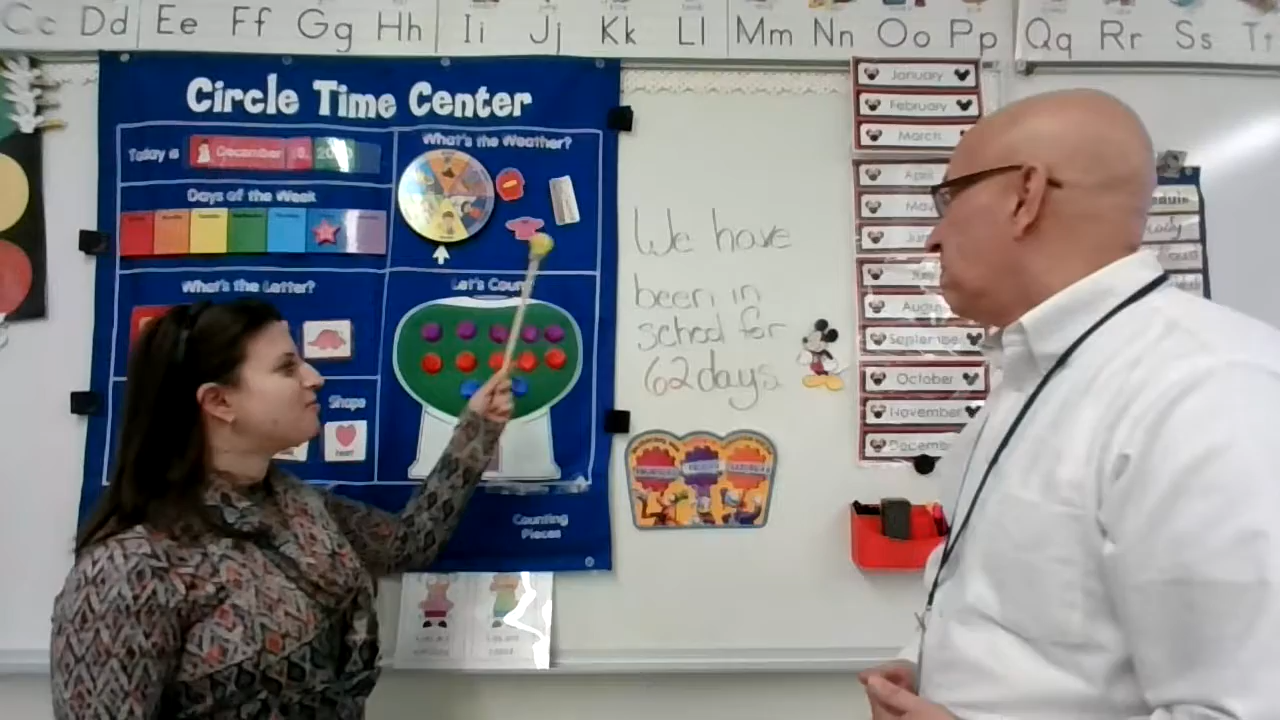 Cc Dd Ee Ff Gg Hh Ii Jj Kk Ll Mm Nn Oo Pp Qq Rr Ss Tt
Circle Time Center
Today is December
What's the Weather?
Days of the Week
What's the Letter?
Let's Count
Shape
heart
Counting
Pieces
We have
been in
school for
62 days
January
February
March
April
May
August
September
October
November
December